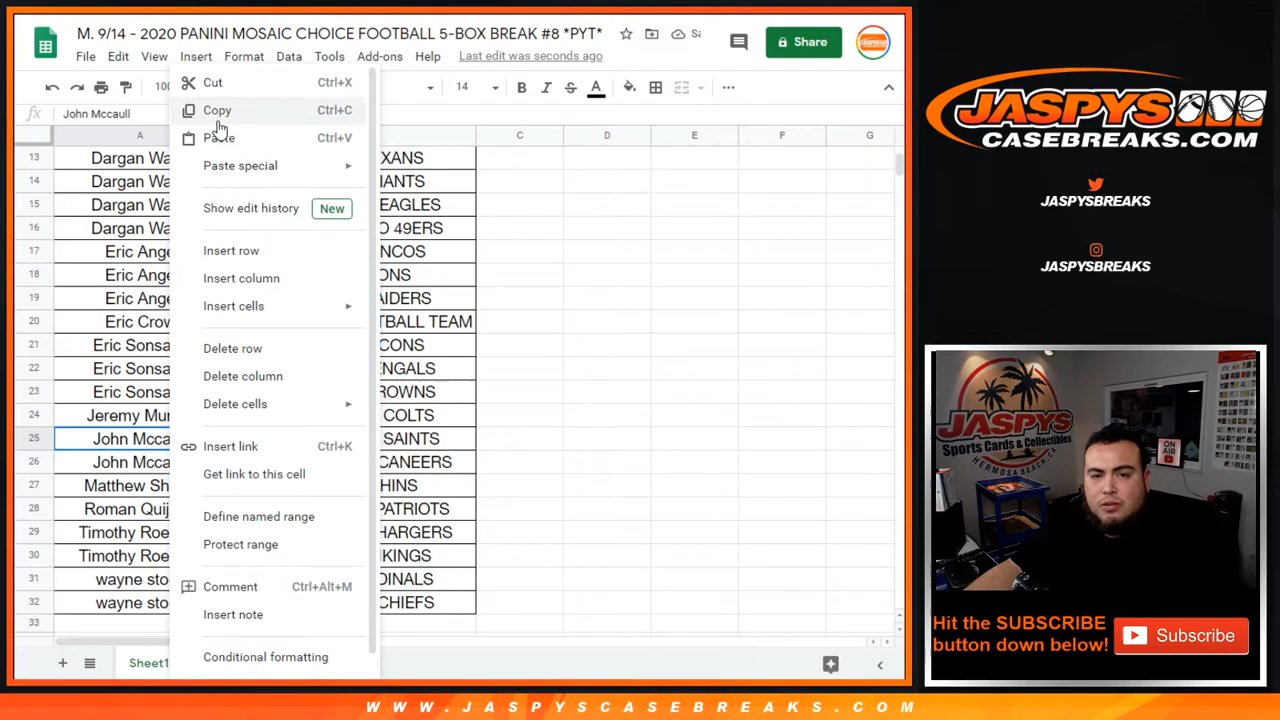 M. 9/14 - 2020 PANINI MOSAIC CHOICE FOOTBALL 5-BOX BREAK #8 *PYT*
File Edit View Insert Format Data Tools Add-ons Help Last edit was seconds ago
Share
14 B I S A
fx John Mccaull
A C D E F G
Cut Ctrl+X
Copy Ctrl+C
Paste Ctrl+V
Paste special
Show edit history New
Insert row
Insert column
Insert cells
Delete row
Delete column
Delete cells
Insert link Ctrl+K
Get link to this cell
Define named range
Protect range
Comment Ctrl+Alt+M
Insert note
Conditional formatting
13 Dargan Wa XANS
14 Dargan Wa IANTS
15 Dargan Wa EAGLES
16 Dargan Wa O 49ERS
17 Eric Ange NCOS
18 Eric Ange ONS
19 Eric Ange AIDERS
20 Eric Crow TBALL TEAM
21 Eric Sonsa CONS
22 Eric Sonsa ENGALS
23 Eric Sonsa ROWNS
24 Jeremy Mur COLTS
25 John Mcca SAINTS
26 John Mcca CANEERS
27 Matthew Sh HINS
28 Roman Quij PATRIOTS
29 Timothy Roe HARGERS
30 Timothy Roe KINGS
31 wayne sto DINALS
32 wayne sto CHIEFS
33
Sheet1
JASPYS
CASEBREAKS.COM
JASPYSBREAKS
JASPYSBREAKS
JASPYS
Sports Cards & Collectibles
HERMOSA BEACH, CA
ON AIR
Hit the SUBSCRIBE
button down below!
Subscribe
WWW.JASPYSCASEBREAKS.COM